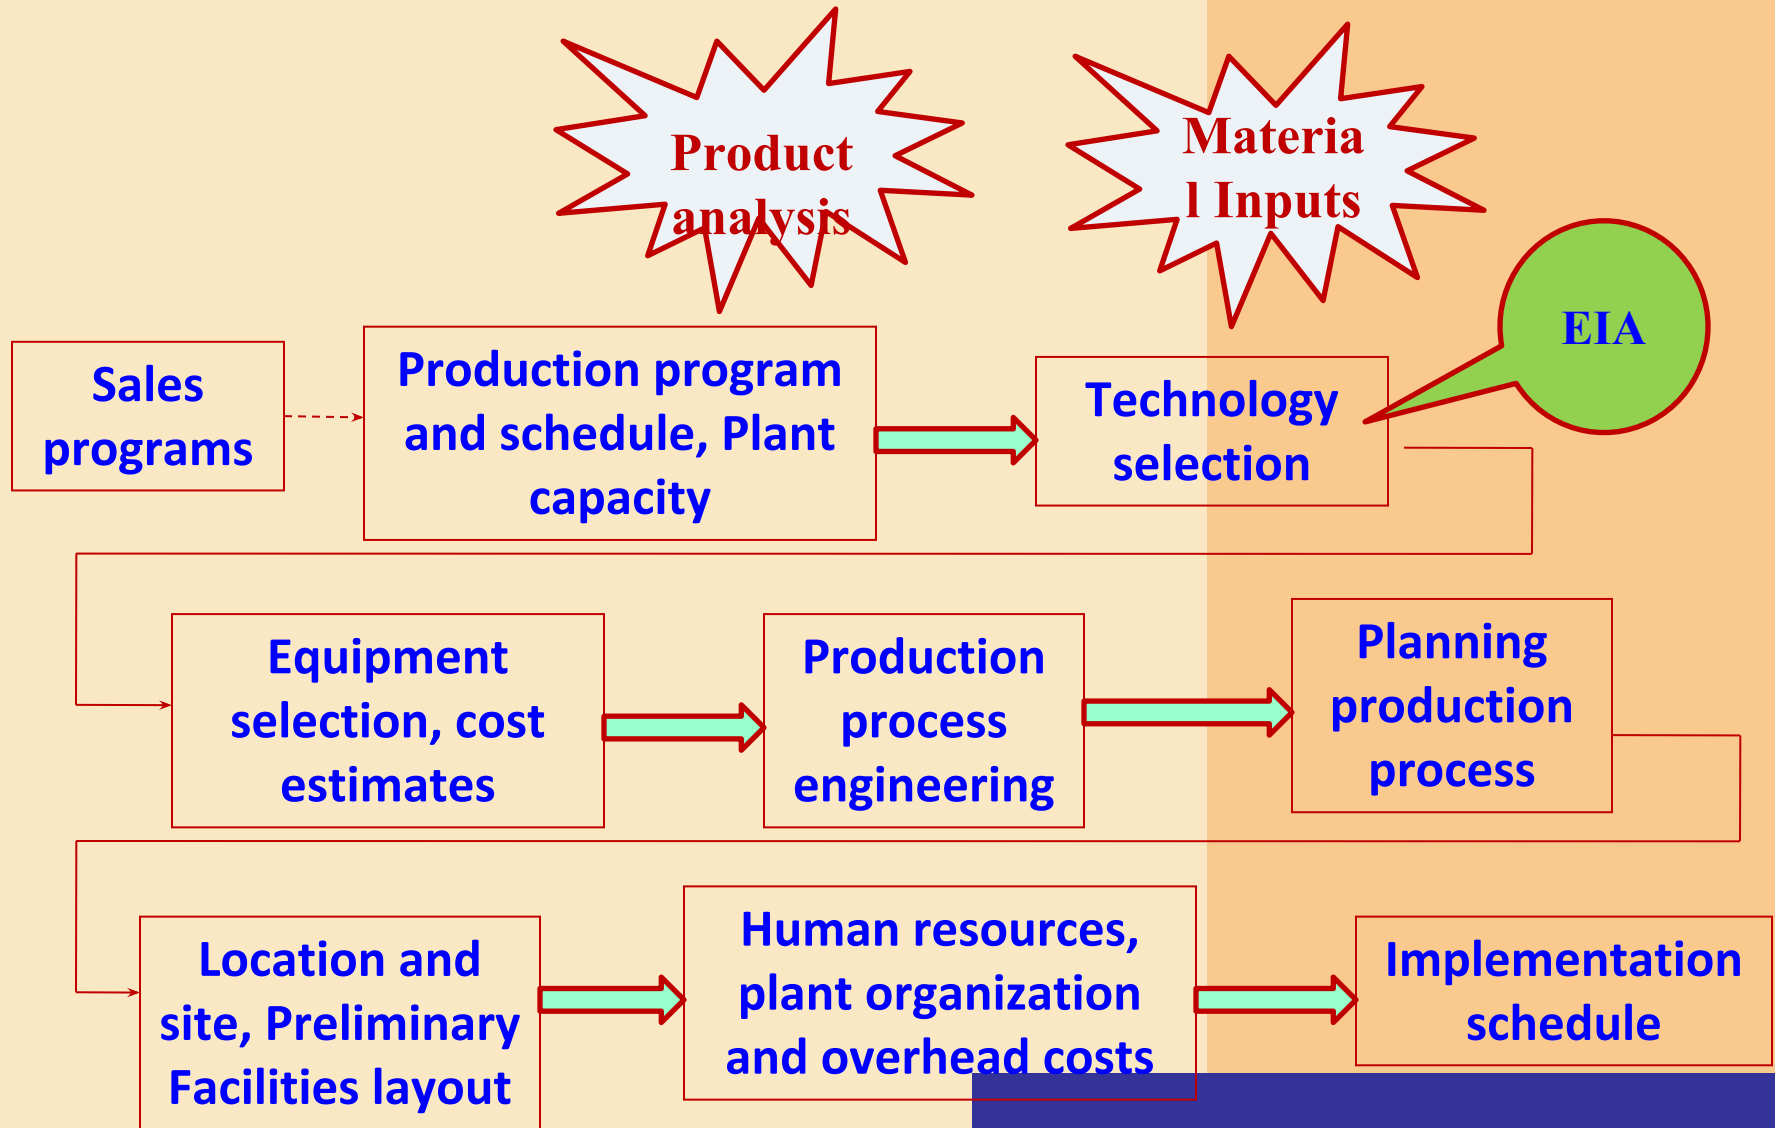 Product
analysis
Materia
l Inputs
EIA
Sales
programs
Production program
and schedule, Plant
capacity
Technology
selection
Equipment
selection, cost
estimates
Production
process
engineering
Planning
production
process
Location and
site, Preliminary
Facilities layout
Human resources,
plant organization
and overhead costs
Implementation
schedule